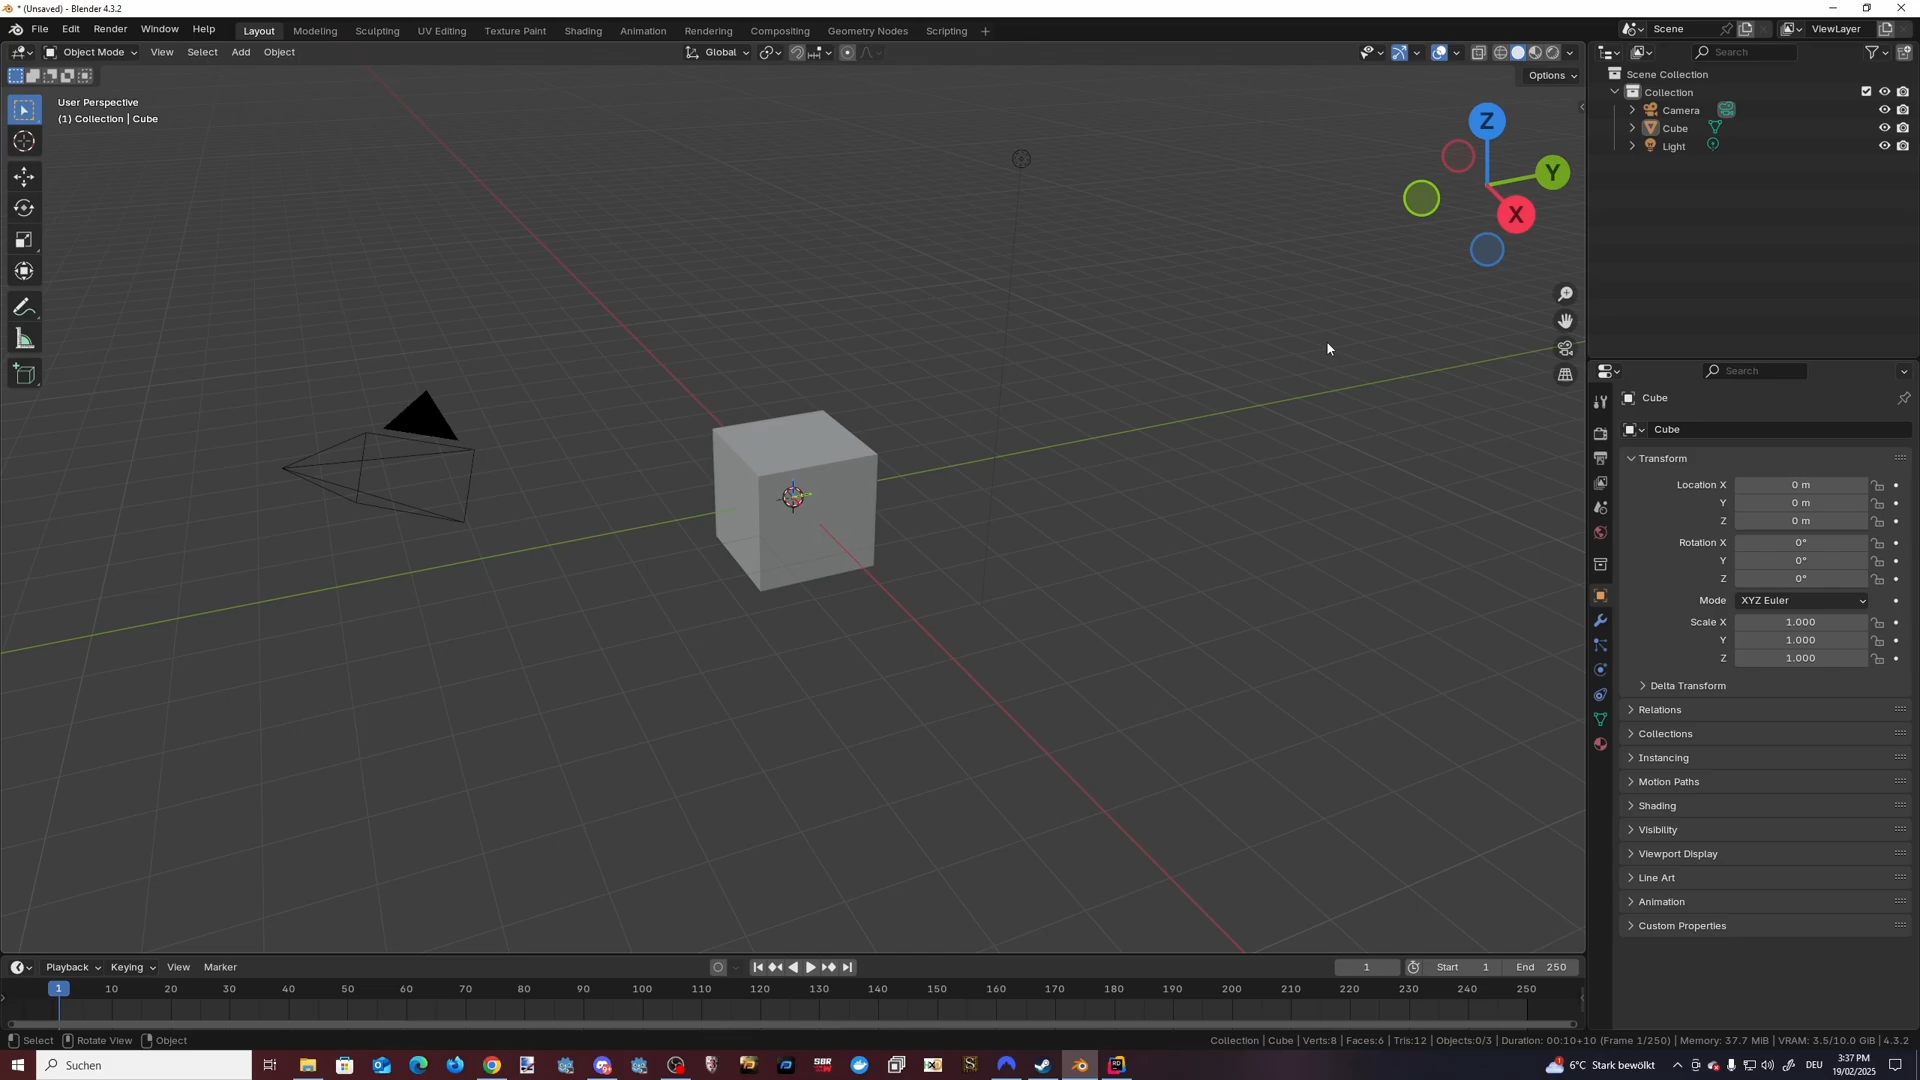 * (Unsaved) - Blender 4.3.2
File Edit Render Window Help Layout Modeling Sculpting UV Editing Texture Paint Shading Animation Rendering Compositing Geometry Nodes Scripting + Scene ViewLayer
Object Mode View Select Add Object Global Search
Options
User Perspective
(1) Collection | Cube
Z
Y
X
Scene Collection
Collection
Camera
Cube
Light
Search
Cube
Cube
Transform
Location X 0 m
Y 0 m
Z 0 m
Rotation X 0°
Y 0°
Z 0°
Mode XYZ Euler
Scale X 1.000
Y 1.000
Z 1.000
Delta Transform
Relations
Collections
Instancing
Motion Paths
Shading
Visibility
Viewport Display
Line Art
Animation
Custom Properties
Playback Keying View Marker 1 Start 1 End 250
1 10 20 30 40 50 60 70 80 90 100 110 120 130 140 150 160 170 180 190 200 210 220 230 240 250
Select Rotate View Object Collection | Cube | Verts:8 | Faces:6 | Tris:12 | Objects:0/3 | Duration: 00:10+10 (Frame 1/250) | Memory: 37.7 MiB | VRAM: 3.5/10.0 GiB | 4.3.2
Suchen SBR 6°C Stark bewölkt DEU 3:37 PM
19/02/2025